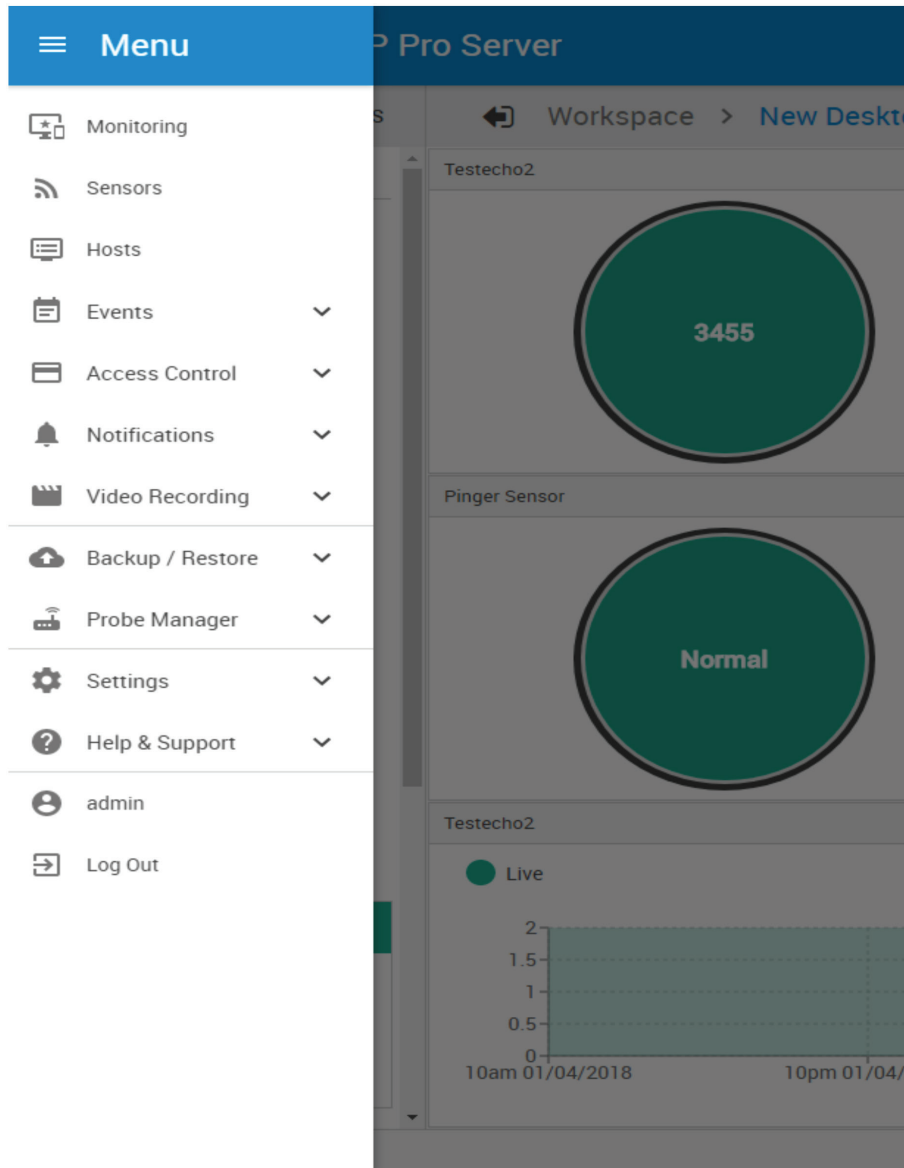 Menu
P Pro Server
Monitoring
Sensors
Hosts
Events
Access Control
Notifications
Video Recording
Backup / Restore
Probe Manager
Settings
Help & Support
admin
Log Out
s
Workspace > New Deskto
Testecho2
3455
Pinger Sensor
Normal
Testecho2
Live
2
1.5
1
0.5
0
10am 01/04/2018
10pm 01/04/